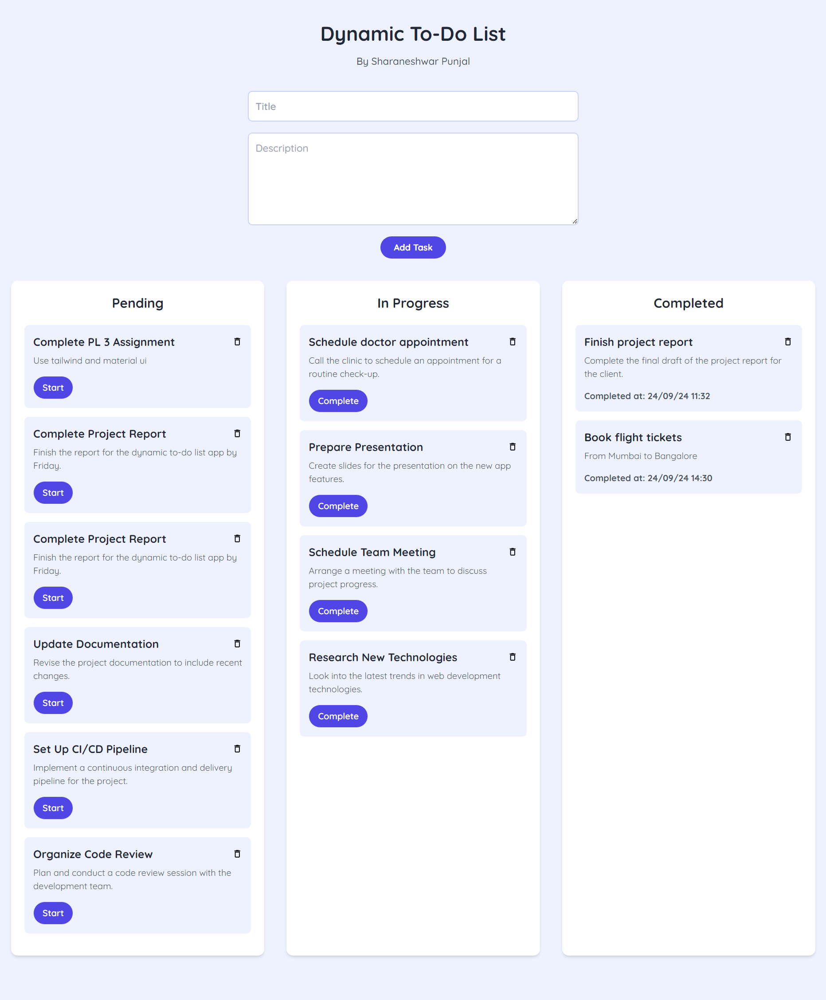 Dynamic To-Do List
By Sharaneshwar Punjal
Title
Description
Add Task
Pending
Complete PL 3 Assignment
Use tailwind and material ui
Start
Complete Project Report
Finish the report for the dynamic to-do list app by
Friday.
Start
Complete Project Report
Finish the report for the dynamic to-do list app by
Friday.
Start
Update Documentation
Revise the project documentation to include recent
changes.
Start
Set Up CI/CD Pipeline
Implement a continuous integration and delivery
pipeline for the project.
Start
Organize Code Review
Plan and conduct a code review session with the
development team.
Start
In Progress
Schedule doctor appointment
Call the clinic to schedule an appointment for a
routine check-up.
Complete
Prepare Presentation
Create slides for the presentation on the new app
features.
Complete
Schedule Team Meeting
Arrange a meeting with the team to discuss
project progress.
Complete
Research New Technologies
Look into the latest trends in web development
technologies.
Complete
Completed
Finish project report
Complete the final draft of the project report for
the client.
Completed at: 24/09/24 11:32
Book flight tickets
From Mumbai to Bangalore
Completed at: 24/09/24 14:30